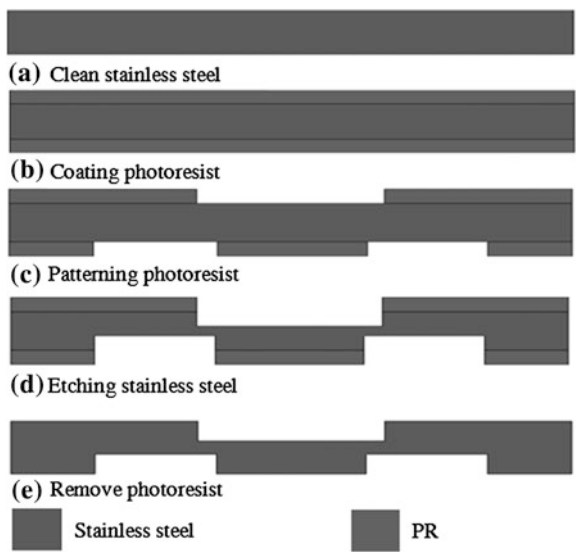 (a) Clean stainless steel
(b) Coating photoresist
(c) Patterning photoresist
(d) Etching stainless steel
(e) Remove photoresist
Stainless steel PR